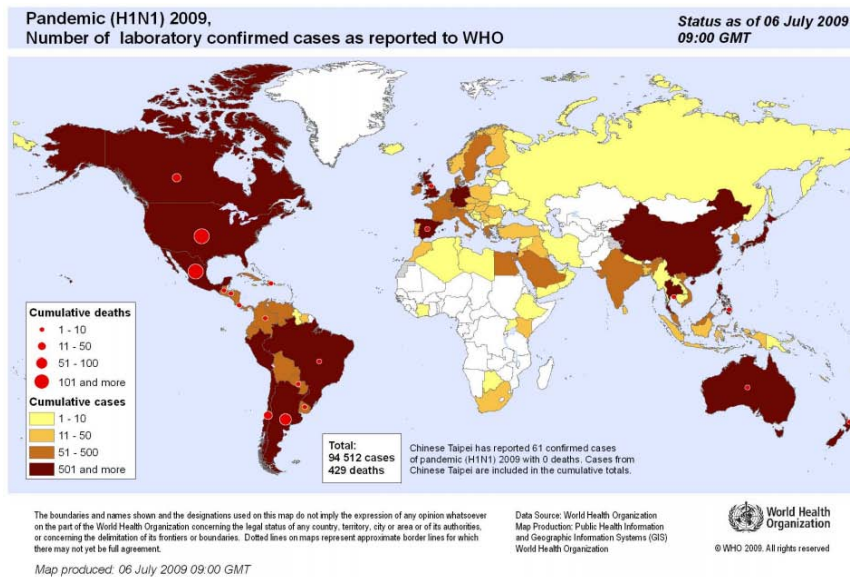 Pandemic (H1N1) 2009,
Number of laboratory confirmed cases as reported to WHO
Status as of 06 July 2009
09:00 GMT
Cumulative deaths
1 - 10
11 - 50
51 - 100
101 and more
Cumulative cases
1 - 10
11 - 50
51 - 500
501 and more
Total:
94 512 cases
429 deaths
Chinese Taipei has reported 61 confirmed cases
of pandemic (H1N1) 2009 with 0 deaths. Cases from
Chinese Taipei are included in the cumulative totals.
The boundaries and names shown and the designations used on this map do not imply the expression of any opinion whatsoever
on the part of the World Health Organization concerning the legal status of any country, territory, city or area or of its authorities,
or concerning the delimitation of its frontiers or boundaries. Dotted lines on maps represent approximate border lines for which
there may not yet be full agreement.
Data Source: World Health Organization
Map Production: Public Health Information
and Geographic Information Systems (GIS)
World Health Organization
World Health
Organization
© WHO 2009. All rights reserved
Map produced: 06 July 2009 09:00 GMT